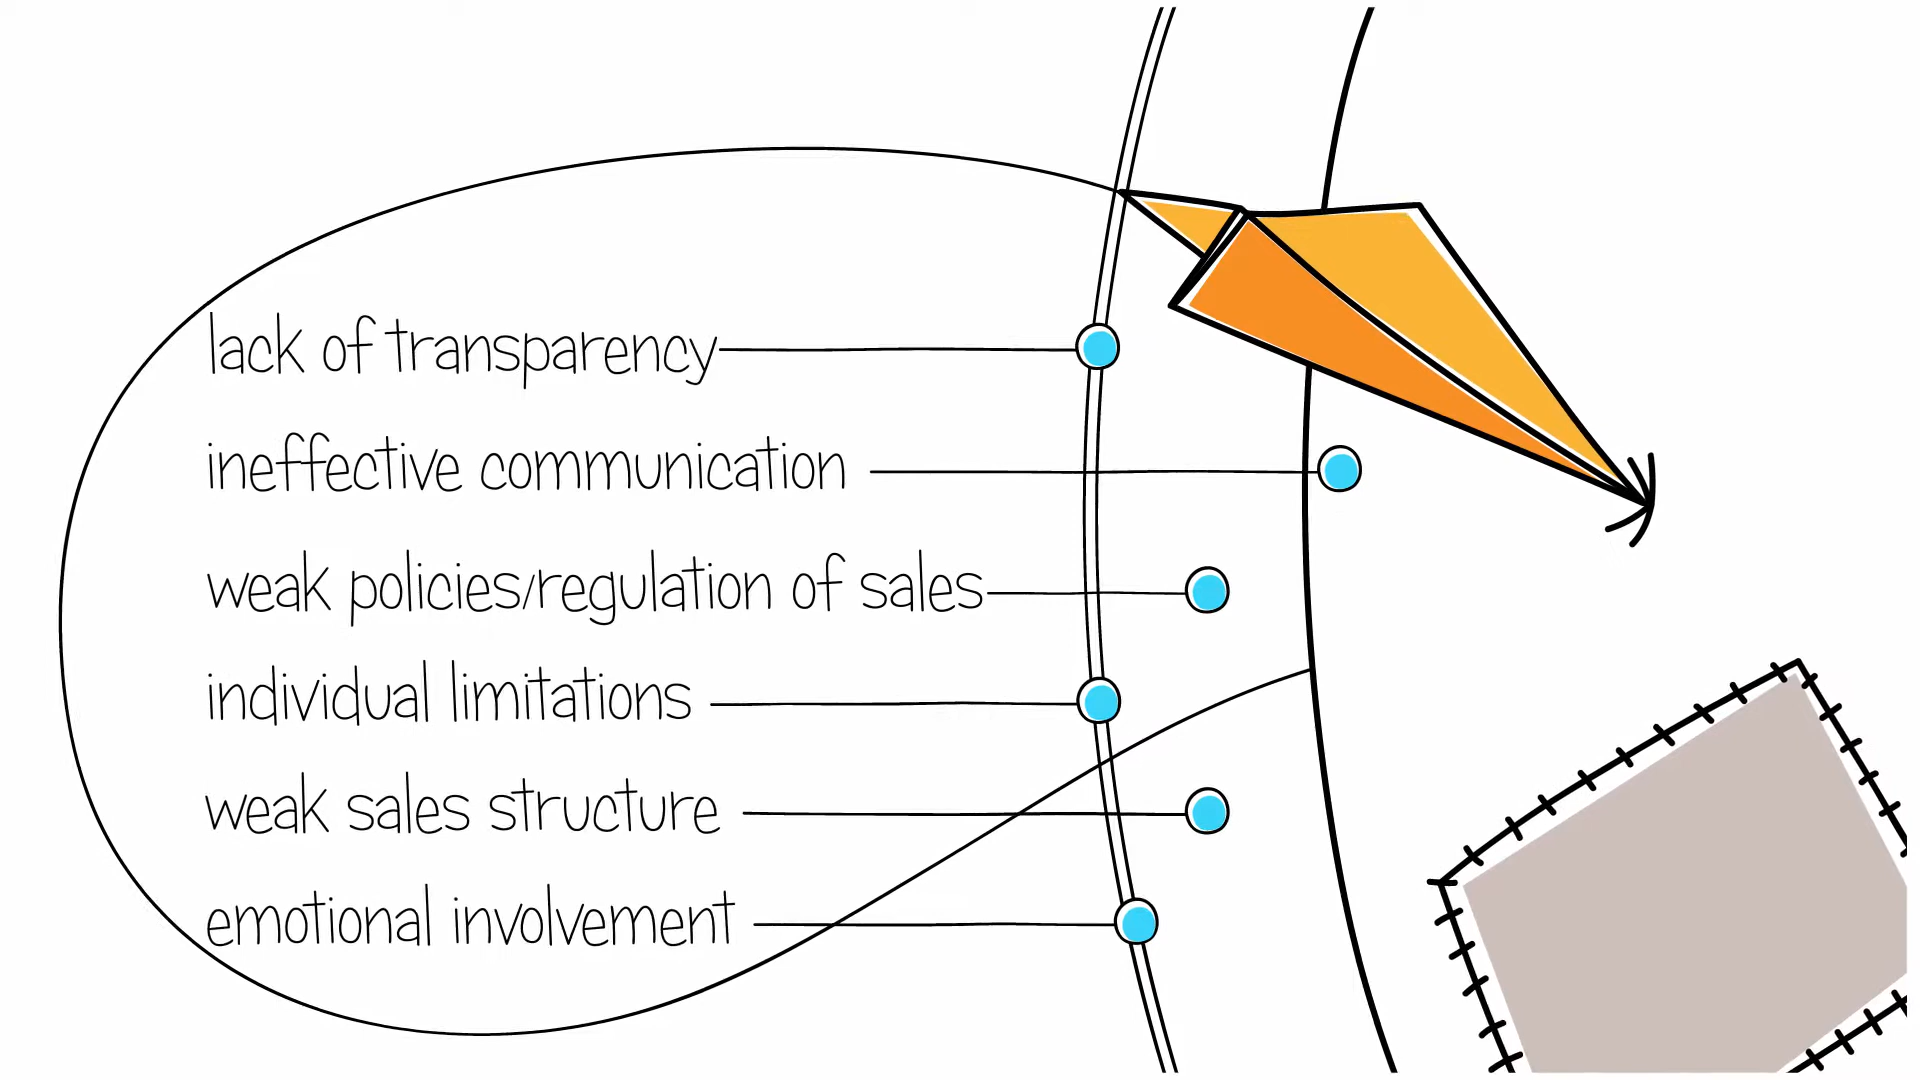 lack of transparency
ineffective communication
weak policies/regulation of sales
individual limitations
weak sales structure
emotional involvement